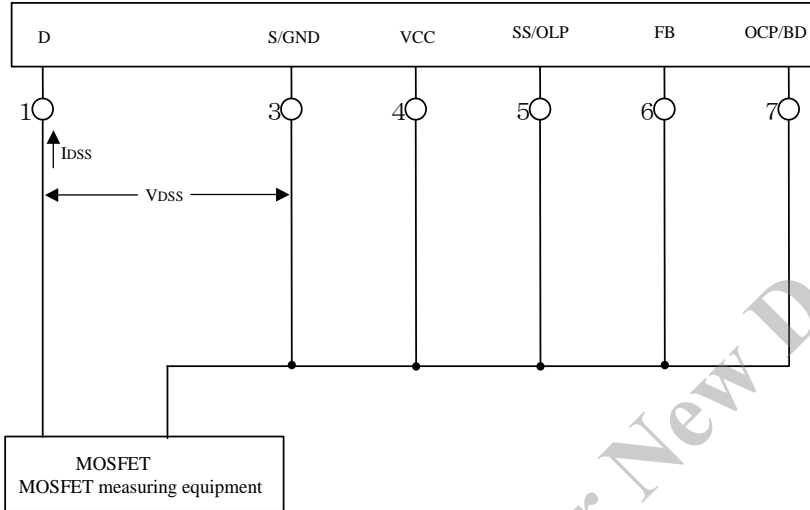 D S/GND VCC SS/OLP FB OCP/BD
1 3 4 5 6 7
IDSS
VDSS
MOSFET
MOSFET measuring equipment
r New D